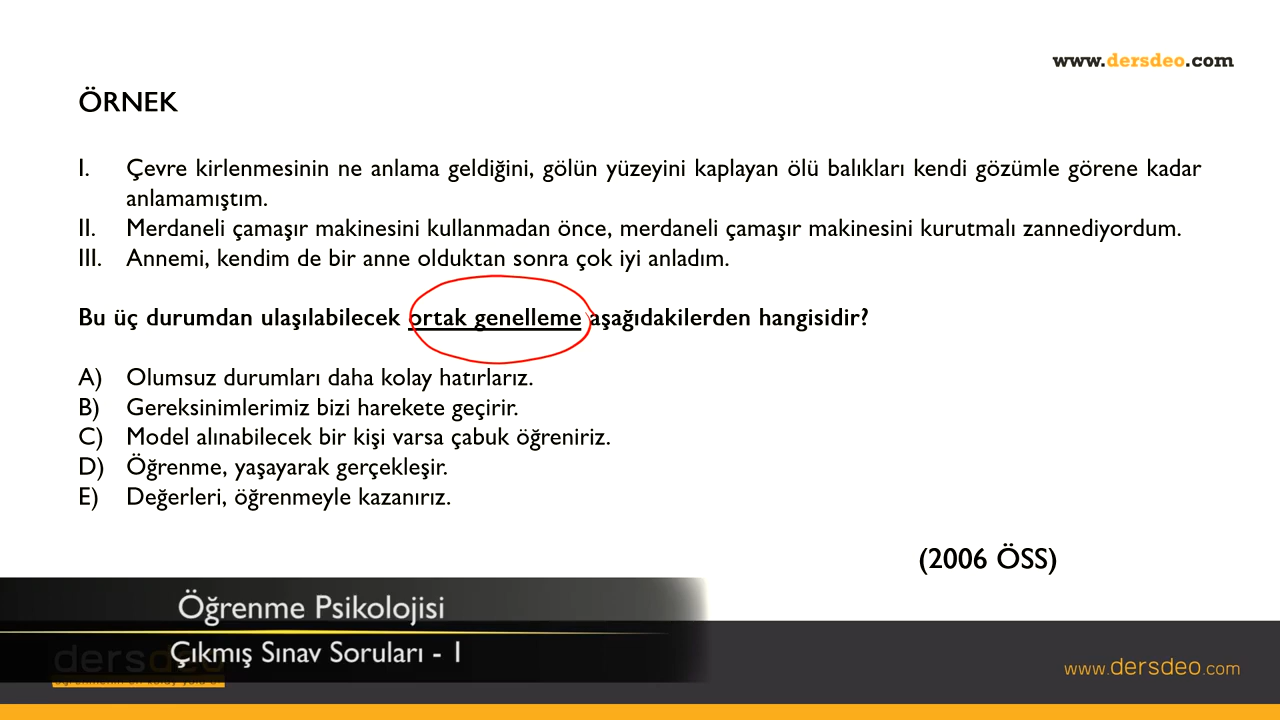 www.dersdeo.com
ÖRNEK
I. Çevre kirlenmesinin ne anlama geldiğini, gölün yüzeyini kaplayan ölü balıkları kendi gözümle görene kadar
anlamamıştım.
II. Merdaneli çamaşır makinesini kullanmadan önce, merdaneli çamaşır makinesini kurutmalı zannediyordum.
III. Annemi, kendim de bir anne olduktan sonra çok iyi anladım.
Bu üç durumdan ulaşılabilecek ortak genelleme aşağıdakilerden hangisidir?
A) Olumsuz durumları daha kolay hatırlarız.
B) Gereksinimlerimiz bizi harekete geçirir.
C) Model alınabilecek bir kişi varsa çabuk öğreniriz.
D) Öğrenme, yaşayarak gerçekleşir.
E) Değerleri, öğrenmeyle kazanırız.
(2006 ÖSS)
Öğrenme Psikolojisi
Çıkmış Sınav Soruları - 1
dersdeo
www.dersdeo.com